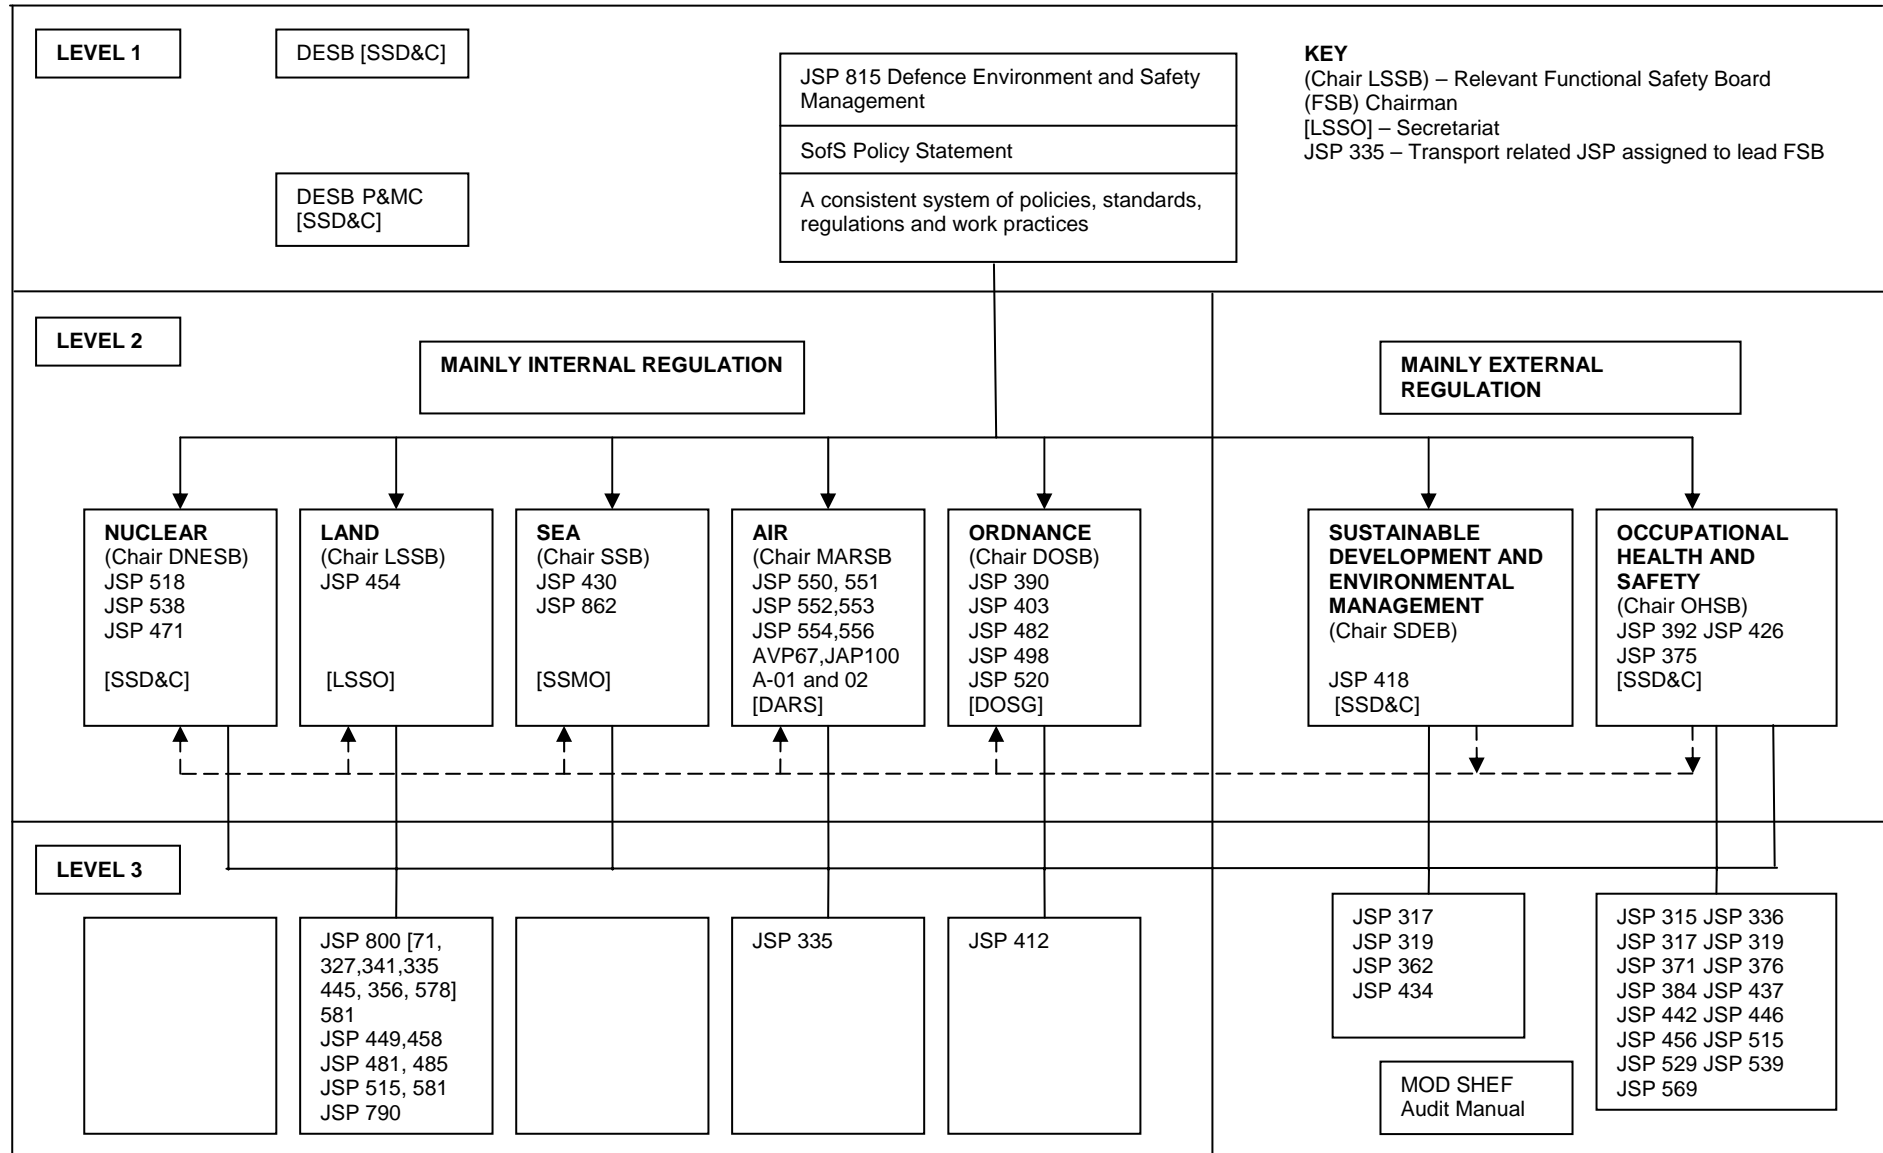 LEVEL 1
DESB [SSD&C]
DESB P&MC
[SSD&C]
JSP 815 Defence Environment and Safety
Management
SofS Policy Statement
A consistent system of policies, standards,
regulations and work practices
KEY
(Chair LSSB) – Relevant Functional Safety Board
(FSB) Chairman
[LSSO] – Secretariat
JSP 335 – Transport related JSP assigned to lead FSB
LEVEL 2
MAINLY INTERNAL REGULATION
MAINLY EXTERNAL
REGULATION
NUCLEAR
(Chair DNESB)
JSP 518
JSP 538
JSP 471
[SSD&C]
LAND
(Chair LSSB)
JSP 454
[LSSO]
SEA
(Chair SSB)
JSP 430
JSP 862
[SSMO]
AIR
(Chair MARSB
JSP 550, 551
JSP 552,553
JSP 554,556
AVP67,JAP100
A-01 and 02
[DARS]
ORDNANCE
(Chair DOSB)
JSP 390
JSP 403
JSP 482
JSP 498
JSP 520
[DOSG]
SUSTAINABLE
DEVELOPMENT AND
ENVIRONMENTAL
MANAGEMENT
(Chair SDEB)
JSP 418
[SSD&C]
OCCUPATIONAL
HEALTH AND
SAFETY
(Chair OHSB)
JSP 392 JSP 426
JSP 375
[SSD&C]
LEVEL 3
JSP 800 [71,
327,341,335
445, 356, 578]
581
JSP 449,458
JSP 481, 485
JSP 515, 581
JSP 790
JSP 335
JSP 412
JSP 317
JSP 319
JSP 362
JSP 434
MOD SHEF
Audit Manual
JSP 315 JSP 336
JSP 317 JSP 319
JSP 371 JSP 376
JSP 384 JSP 437
JSP 442 JSP 446
JSP 456 JSP 515
JSP 529 JSP 539
JSP 569